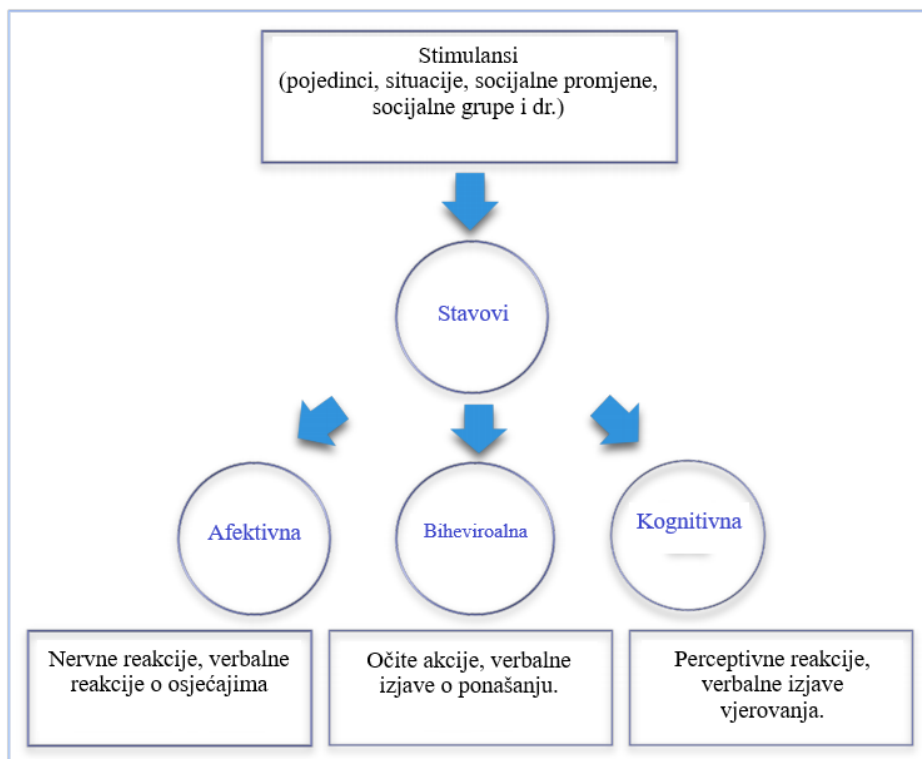 Stimulansi
(pojedinci, situacije, socijalne promjene,
socijalne grupe i dr.)
Stavovi
Afektivna
Biheviroalna
Kognitivna
Nervne reakcije, verbalne
reakcije o osjećajima
Očite akcije, verbalne
izjave o ponašanju.
Perceptivne reakcije,
verbalne izjave
vjerovanja.